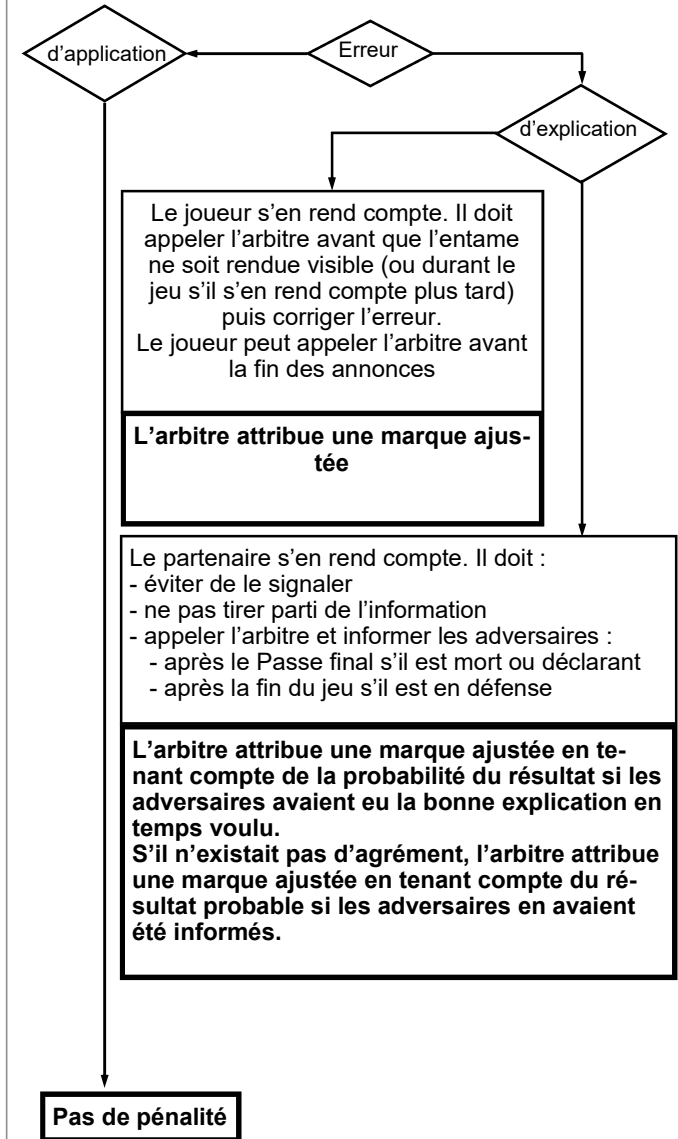 Erreur
d’application
d’explication
Le joueur s’en rend compte. Il doit
appeler l’arbitre avant que l’entame
ne soit rendue visible (ou durant le
jeu s’il s’en rend compte plus tard)
puis corriger l’erreur.
Le joueur peut appeler l’arbitre avant
la fin des annonces
L’arbitre attribue une marque ajus-
tée
Le partenaire s’en rend compte. Il doit :
- éviter de le signaler
- ne pas tirer parti de l’information
- appeler l’arbitre et informer les adversaires :
- après le Passe final s’il est mort ou déclarant
- après la fin du jeu s’il est en défense
L’arbitre attribue une marque ajustée en te-
nant compte de la probabilité du résultat si les
adversaires avaient eu la bonne explication en
temps voulu.
S’il n’existait pas d’agrément, l’arbitre attribue
une marque ajustée en tenant compte du ré-
sultat probable si les adversaires en avaient
été informés.
Pas de pénalité